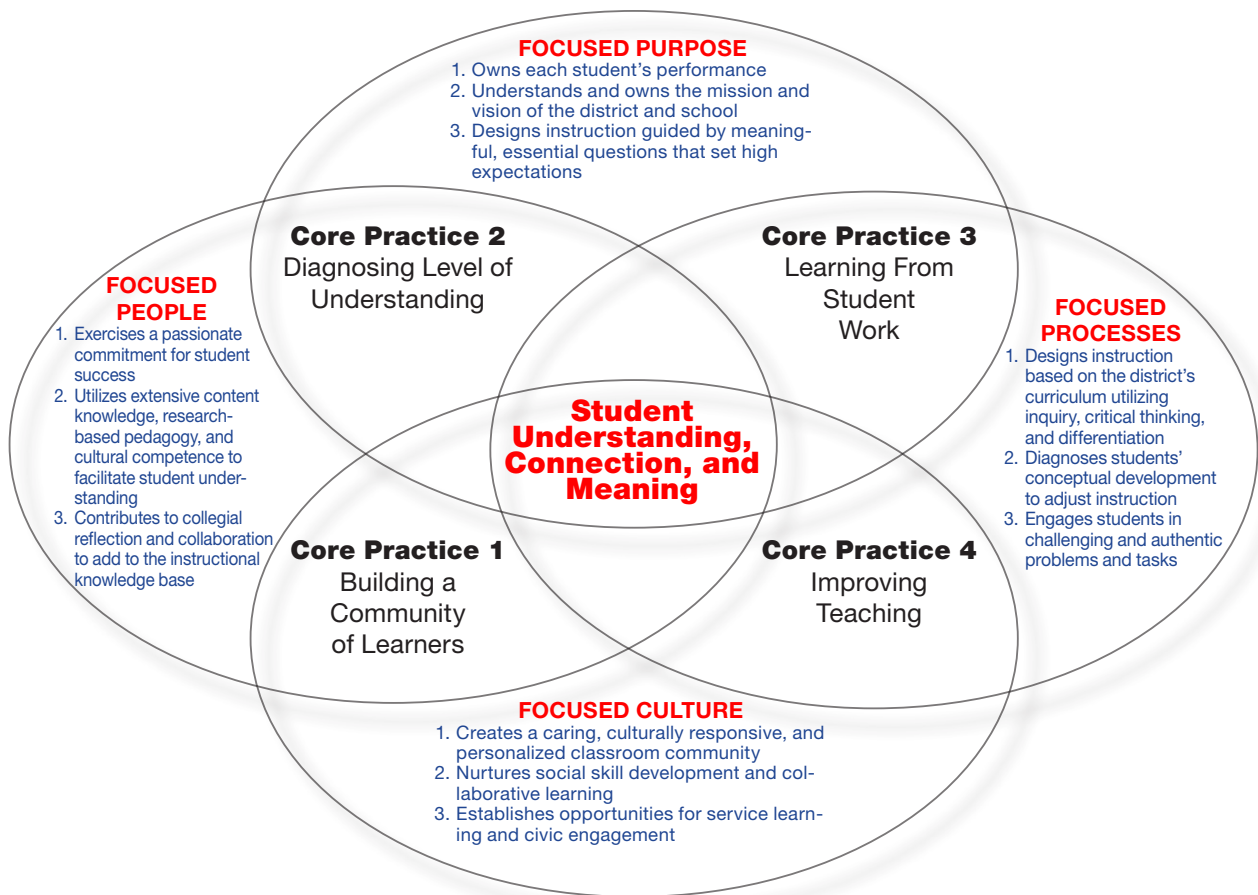 FOCUSED PURPOSE
1. Owns each student’s performance
2. Understands and owns the mission and
vision of the district and school
3. Designs instruction guided by meaning-
ful, essential questions that set high
expectations
Core Practice 2
Diagnosing Level of
Understanding
Core Practice 3
Learning From
Student
Work
FOCUSED
PEOPLE
1. Exercises a passionate
commitment for student
success
2. Utilizes extensive content
knowledge, research-
based pedagogy, and
cultural competence to
facilitate student under-
standing
3. Contributes to collegial
reflection and collaboration
to add to the instructional
knowledge base
Student
Understanding,
Connection, and
Meaning
FOCUSED
PROCESSES
1. Designs instruction
based on the district’s
curriculum utilizing
inquiry, critical thinking,
and differentiation
2. Diagnoses students’
conceptual development
to adjust instruction
3. Engages students in
challenging and authentic
problems and tasks
Core Practice 1
Building a
Community
of Learners
Core Practice 4
Improving
Teaching
FOCUSED CULTURE
1. Creates a caring, culturally responsive, and
personalized classroom community
2. Nurtures social skill development and col-
laborative learning
3. Establishes opportunities for service learn-
ing and civic engagement